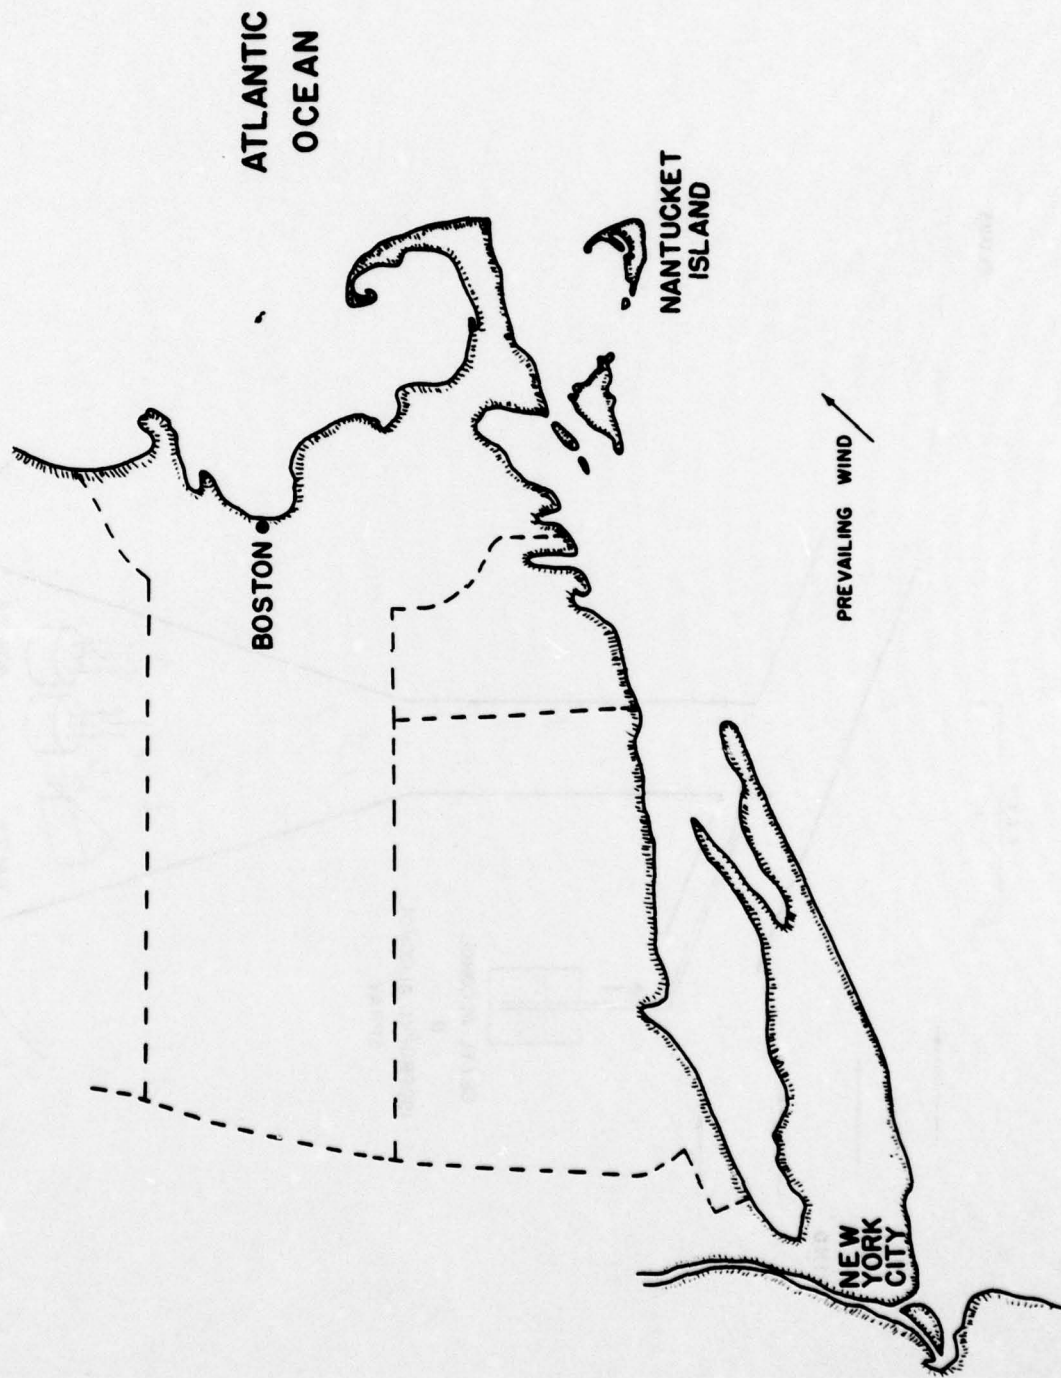 ATLANTIC
OCEAN
BOSTON
NANTUCKET
ISLAND
PREVAILING WIND
NEW
YORK
CITY